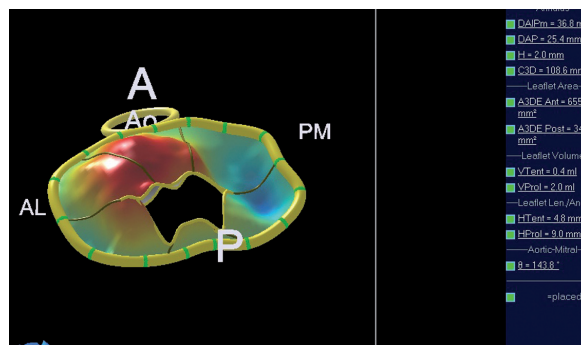 Annulus
DAlPm = 36.8 m
DAP = 25.4 mm
H = 2.0 mm
C3D = 108.6 mm
Leaflet Area
A3DE Ant = 655
mm²
A3DE Post = 34
mm²
Leaflet Volume
VTent = 0.4 ml
VProl = 2.0 ml
Leaflet Len./An
HTent = 4.8 mm
HProl = 9.0 mm
Aortic-Mitral
θ = 143.8 °
=placed
A
Ao
PM
AL
P